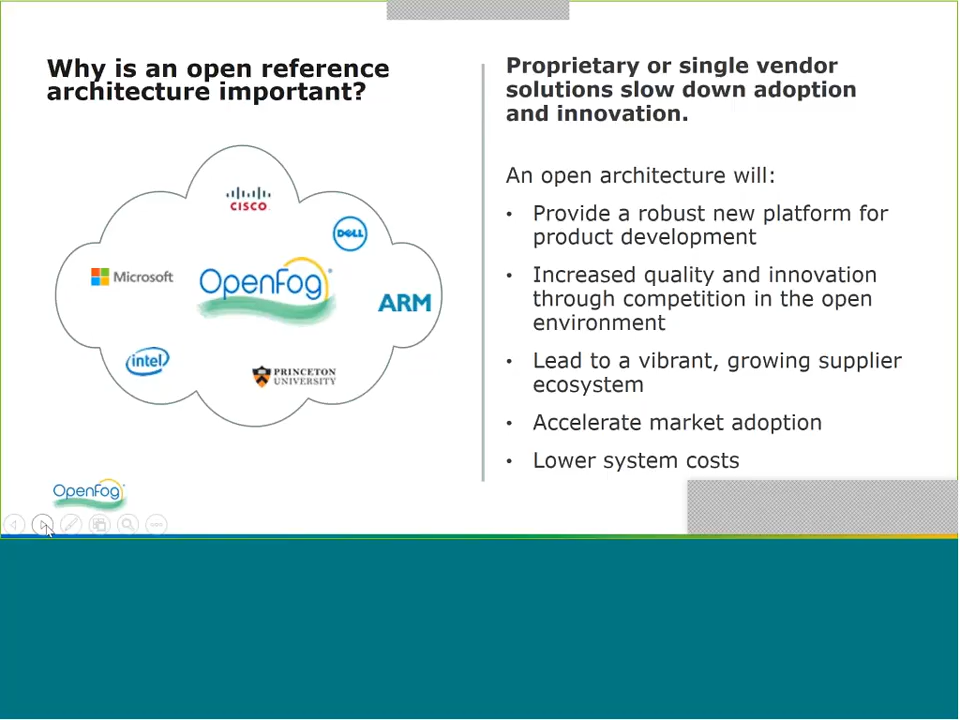 Why is an open reference
architecture important?
CISCO
DELL
Microsoft
OpenFog
ARM
intel
PRINCETON
UNIVERSITY
OpenFog
Proprietary or single vendor
solutions slow down adoption
and innovation.
An open architecture will:
• Provide a robust new platform for
product development
• Increased quality and innovation
through competition in the open
environment
• Lead to a vibrant, growing supplier
ecosystem
• Accelerate market adoption
• Lower system costs